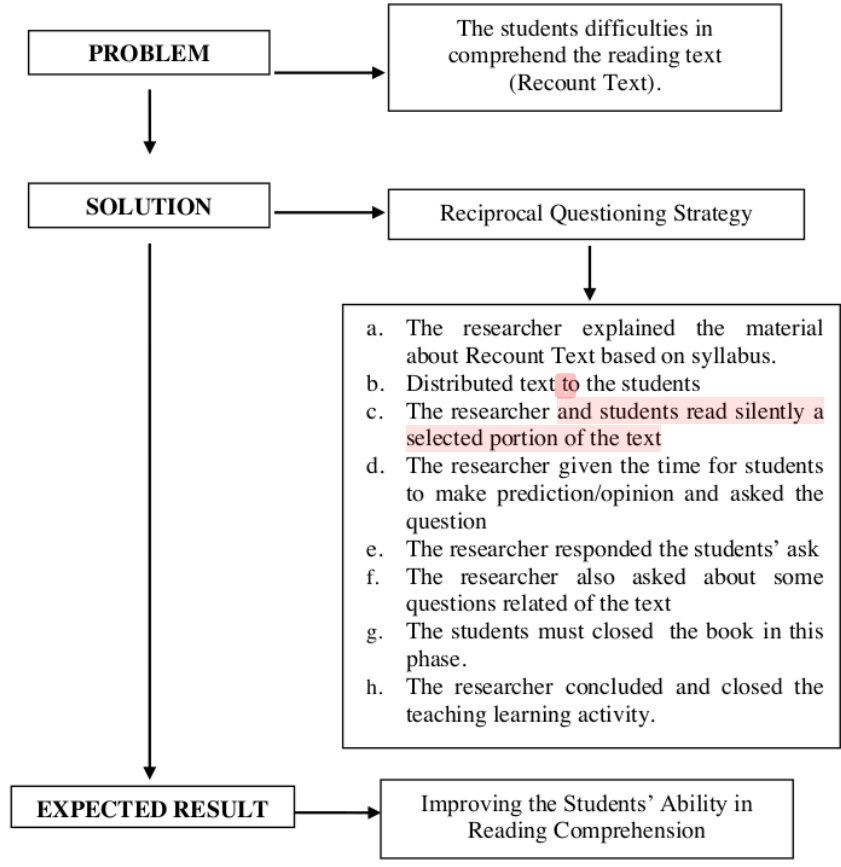 PROBLEM
The students difficulties in
comprehend the reading text
(Recount Text).
SOLUTION
Reciprocal Questioning Strategy
a. The researcher explained the material
about Recount Text based on syllabus.
b. Distributed text to the students
c. The researcher and students read silently a
selected portion of the text
d. The researcher given the time for students
to make prediction/opinion and asked the
question
e. The researcher responded the students’ ask
f. The researcher also asked about some
questions related of the text
g. The students must closed the book in this
phase.
h. The researcher concluded and closed the
teaching learning activity.
EXPECTED RESULT
Improving the Students’ Ability in
Reading Comprehension